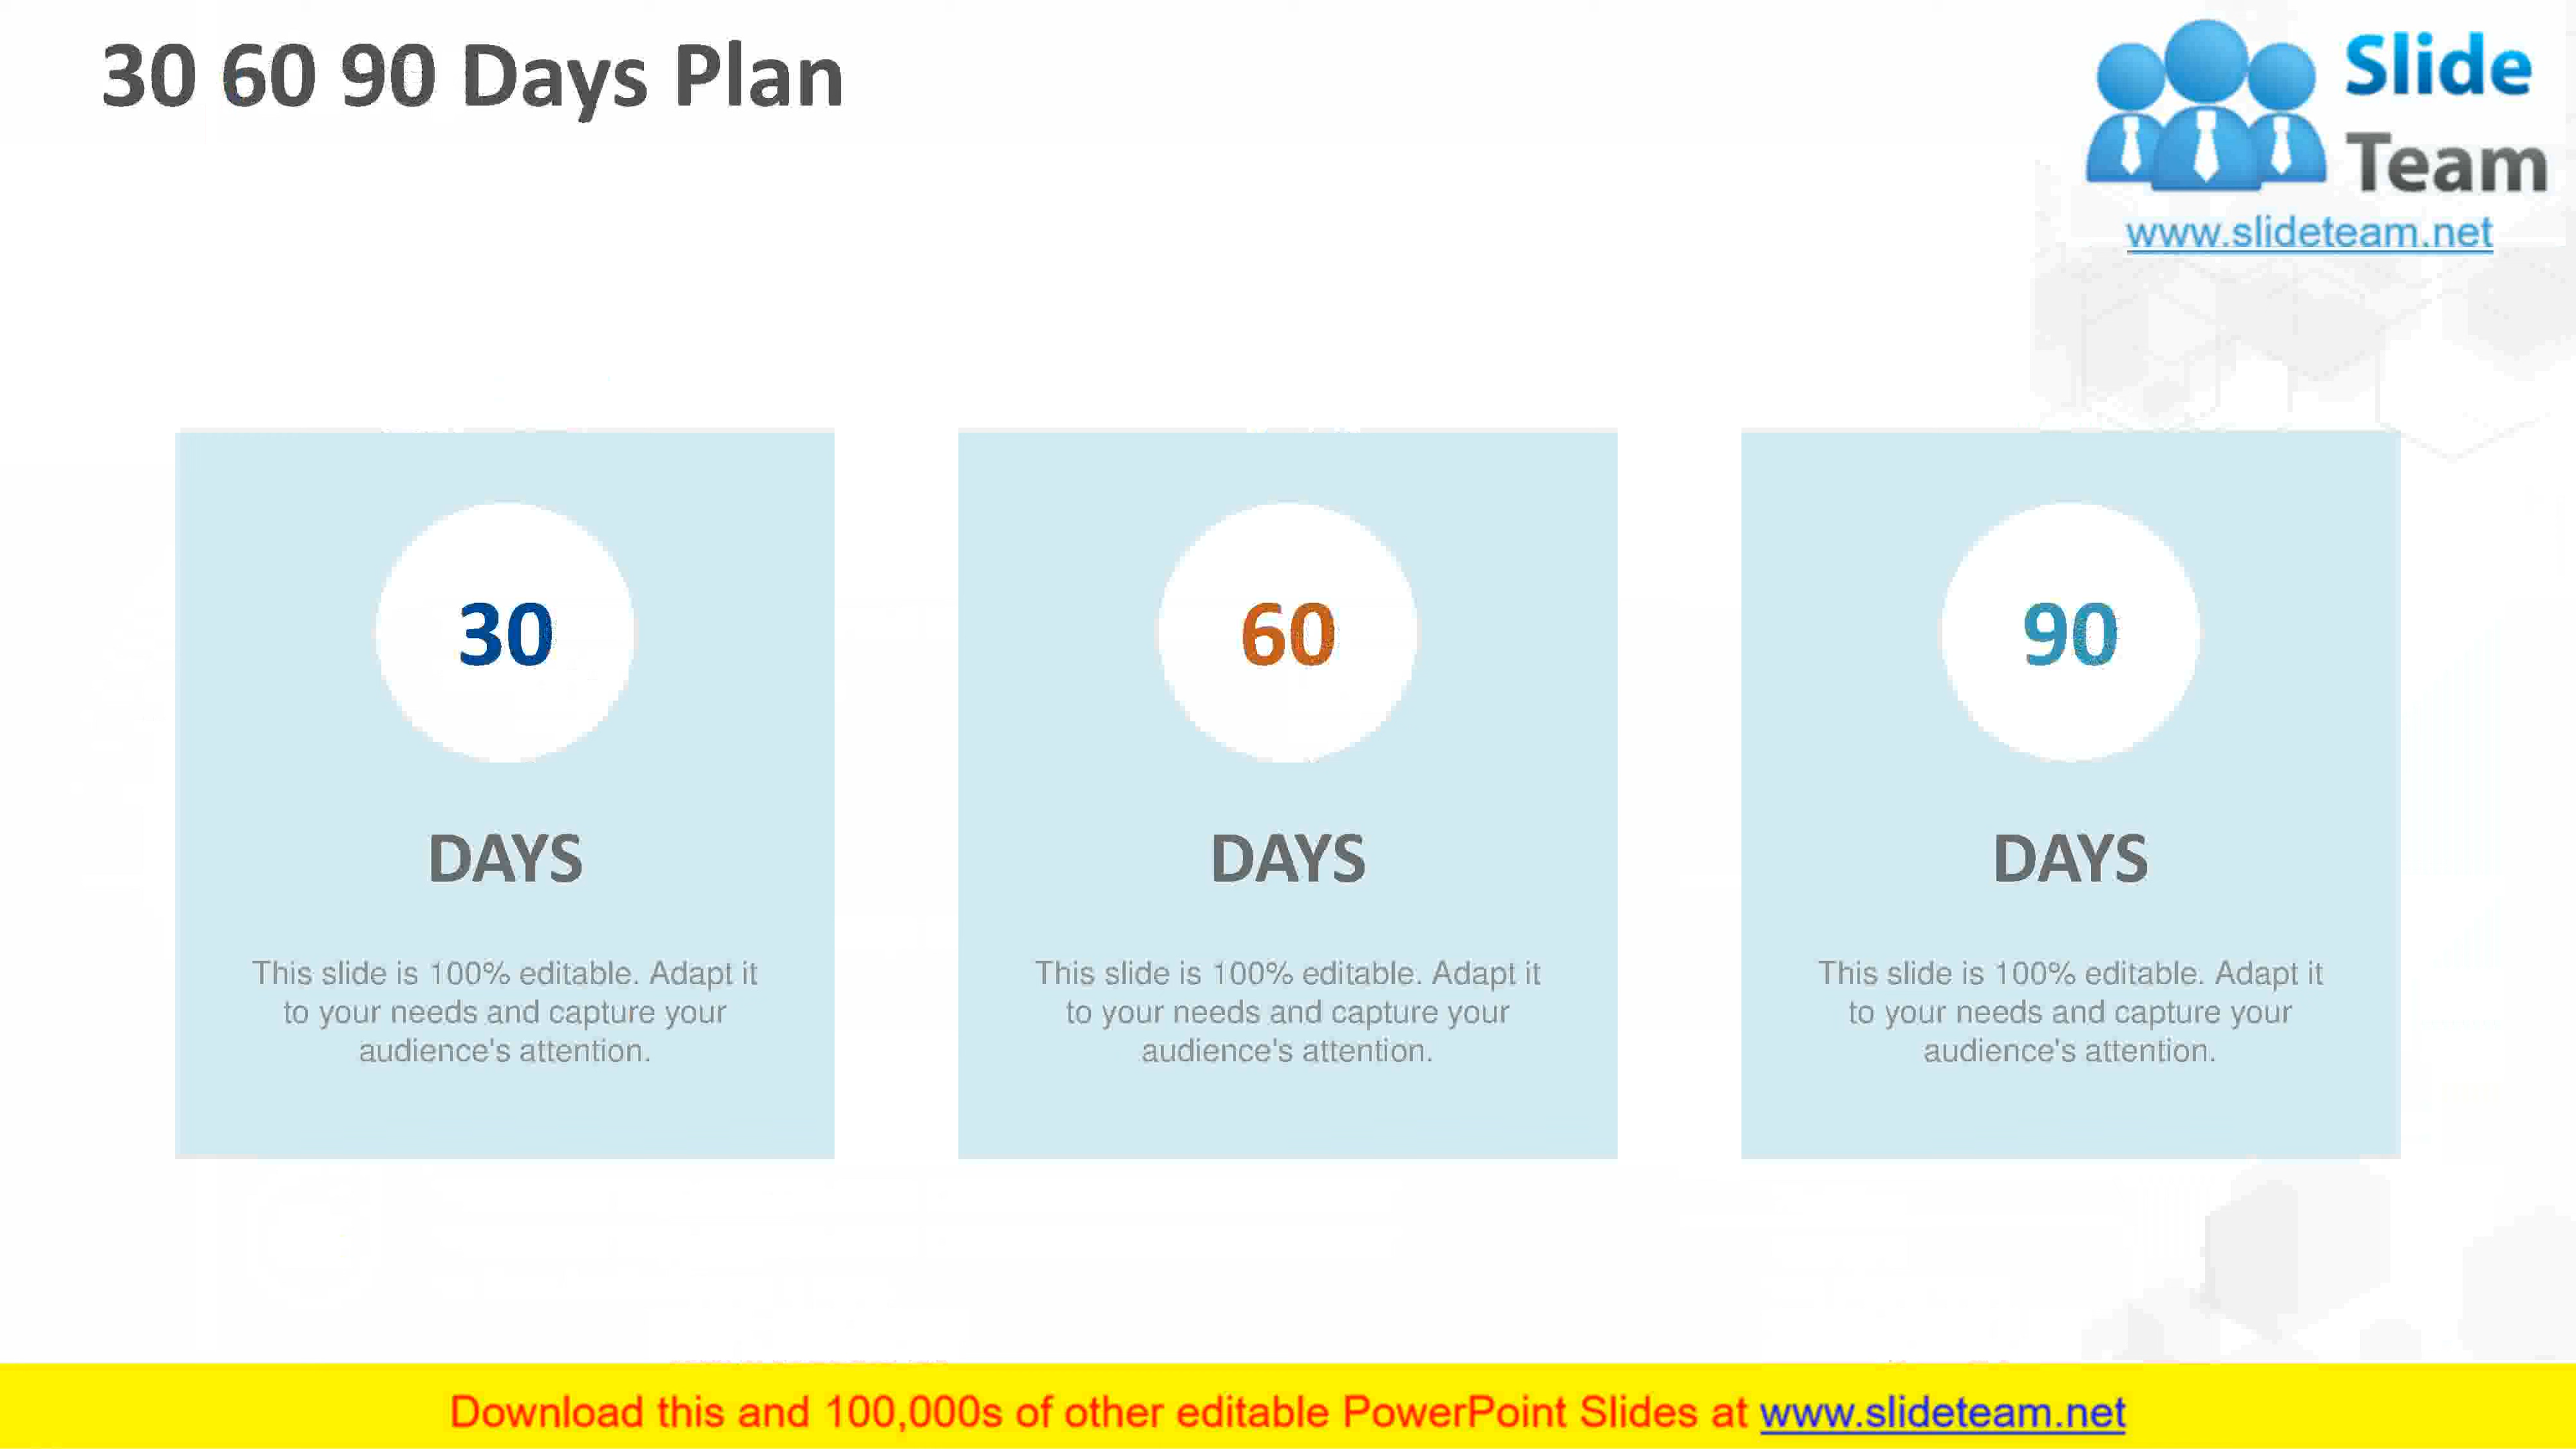 30 60 90 Days Plan
Slide
Team
www.slideteam.net
30
DAYS
This slide is 100% editable. Adapt it
to your needs and capture your
audience's attention.
60
DAYS
This slide is 100% editable. Adapt it
to your needs and capture your
audience's attention.
90
DAYS
This slide is 100% editable. Adapt it
to your needs and capture your
audience's attention.
Download this and 100,000s of other editable PowerPoint Slides at www.slideteam.net